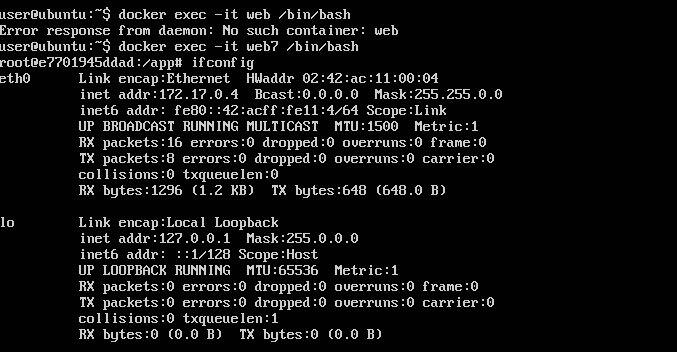 user@ubuntu:~$ docker exec -it web /bin/bash
Error response from daemon: No such container: web
user@ubuntu:~$ docker exec -it web7 /bin/bash
root@e7701945ddad:/app# ifconfig
eth0      Link encap:Ethernet  HWaddr 02:42:ac:11:00:04
          inet addr:172.17.0.4  Bcast:0.0.0.0  Mask:255.255.0.0
          inet6 addr: fe80::42:acff:fe11:4/64 Scope:Link
          UP BROADCAST RUNNING MULTICAST  MTU:1500  Metric:1
          RX packets:16 errors:0 dropped:0 overruns:0 frame:0
          TX packets:8 errors:0 dropped:0 overruns:0 carrier:0
          collisions:0 txqueuelen:0
          RX bytes:1296 (1.2 KB)  TX bytes:648 (648.0 B)

lo        Link encap:Local Loopback
          inet addr:127.0.0.1  Mask:255.0.0.0
          inet6 addr: ::1/128 Scope:Host
          UP LOOPBACK RUNNING  MTU:65536  Metric:1
          RX packets:0 errors:0 dropped:0 overruns:0 frame:0
          TX packets:0 errors:0 dropped:0 overruns:0 carrier:0
          collisions:0 txqueuelen:1
          RX bytes:0 (0.0 B)  TX bytes:0 (0.0 B)